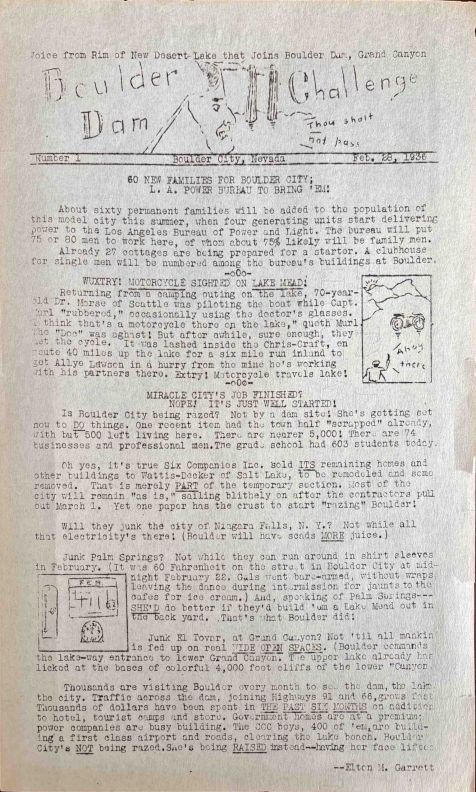 Voice from Rim of New Desert Lake that Joins Boulder Dam, Grand Canyon
Boulder Dam Challenge
Thou shalt
not pass
Number 1 Boulder City, Nevada Feb. 28, 1936
60 NEW FAMILIES FOR BOULDER CITY;
L. A. POWER BUREAU TO BRING 'EM!
About sixty permanent families will be added to the population of
this model city this summer, when four generating units start delivering
power to the Los Angeles Bureau of Power and Light. The bureau will put
75 or 80 men to work here, of whom about 75% likely will be family men.
Already 27 cottages are being prepared for a starter. A clubhouse
for single men will be numbered among the bureau's buildings at Boulder.
-o0o-
WUXTRY! MOTORCYCLE SIGHTED ON LAKE MEAD!
Returning from a camping outing on the lake, 70-year-
old Dr. Morse of Seattle was piloting the boat while Capt.
"rubbered," occasionally using the doctor's glasses.
think that's a motorcycle there on the lake," quoth
The "Doc" was aghast! But after awhile, sure enough, they
met the cycle. It was lashed inside the Chris-Craft, en
route 40 miles up the lake for a six mile run inland to
get Allye Lawson in a hurry from the mine he's working
with his partners there. Extry! Motorcycle travels lake!
Ahoy
there
-o0o-
MIRACLE CITY'S JOB FINISHED?
NOPE! IT'S JUST WELL STARTED!
Is Boulder City being razed? Not by a dam site! She's getting set
now to DO things. One recent item had the town half "scrapped" already,
with but 500 left living here. There are nearer 5,000! There are 74
businesses and professional men. The grade school had 603 students today.
Oh yes, it's true Six Companies Inc. sold ITS remaining homes and
other buildings to Wattis-Decker of Salt Lake, to be remodeled and some
removed. That is merely PART of the temporary section. Most of the
city will remain "as is," sailing blithely on after the contractors pull
out March 1. Yet one paper has the crust to start "razing" Boulder!
Will they junk the city of Niagara Falls, N. Y.? Not while all
that electricity's there! (Boulder will have scads MORE juice.)
Junk Palm Springs? Not while they can run around in shirt sleeves
in February. (It was 60 Fahrenheit on the street in Boulder City at mid-
night February 22. Gals went bare-armed, without wraps
leaving the dance during intermission for jaunts to the
cafes for ice cream.) And, speaking of Palm Springs---
SHE'D do better if they'd build 'em a Lake Mead out in
the back yard. That's what Boulder did!
FEB.
Junk El Tovar, at Grand Canyon? Not 'til all mankin
is fed up on real WIDE OPEN SPACES. (Boulder commands
the lake-way entrance to lower Grand Canyon. The upper lake already has
licked at the bases of colorful 4,000 foot cliffs of the lower "Canyon.
Thousands are visiting Boulder every month to see the dam, the lake
the city. Traffic across the dam, joining Highways 91 and 66, grows fast
Thousands of dollars have been spent in THE PAST SIX MONTHS on addition
to hotel, tourist camps and store. Government homes are at a premium;
power companies are busy building. The CCC boys, 400 of 'em, are build-
ing a first class airport and roads, clearing the lake beach. Boulder
City's NOT being razed. She's being RAISED instead--having her face lifted
--Elton M. Garrett